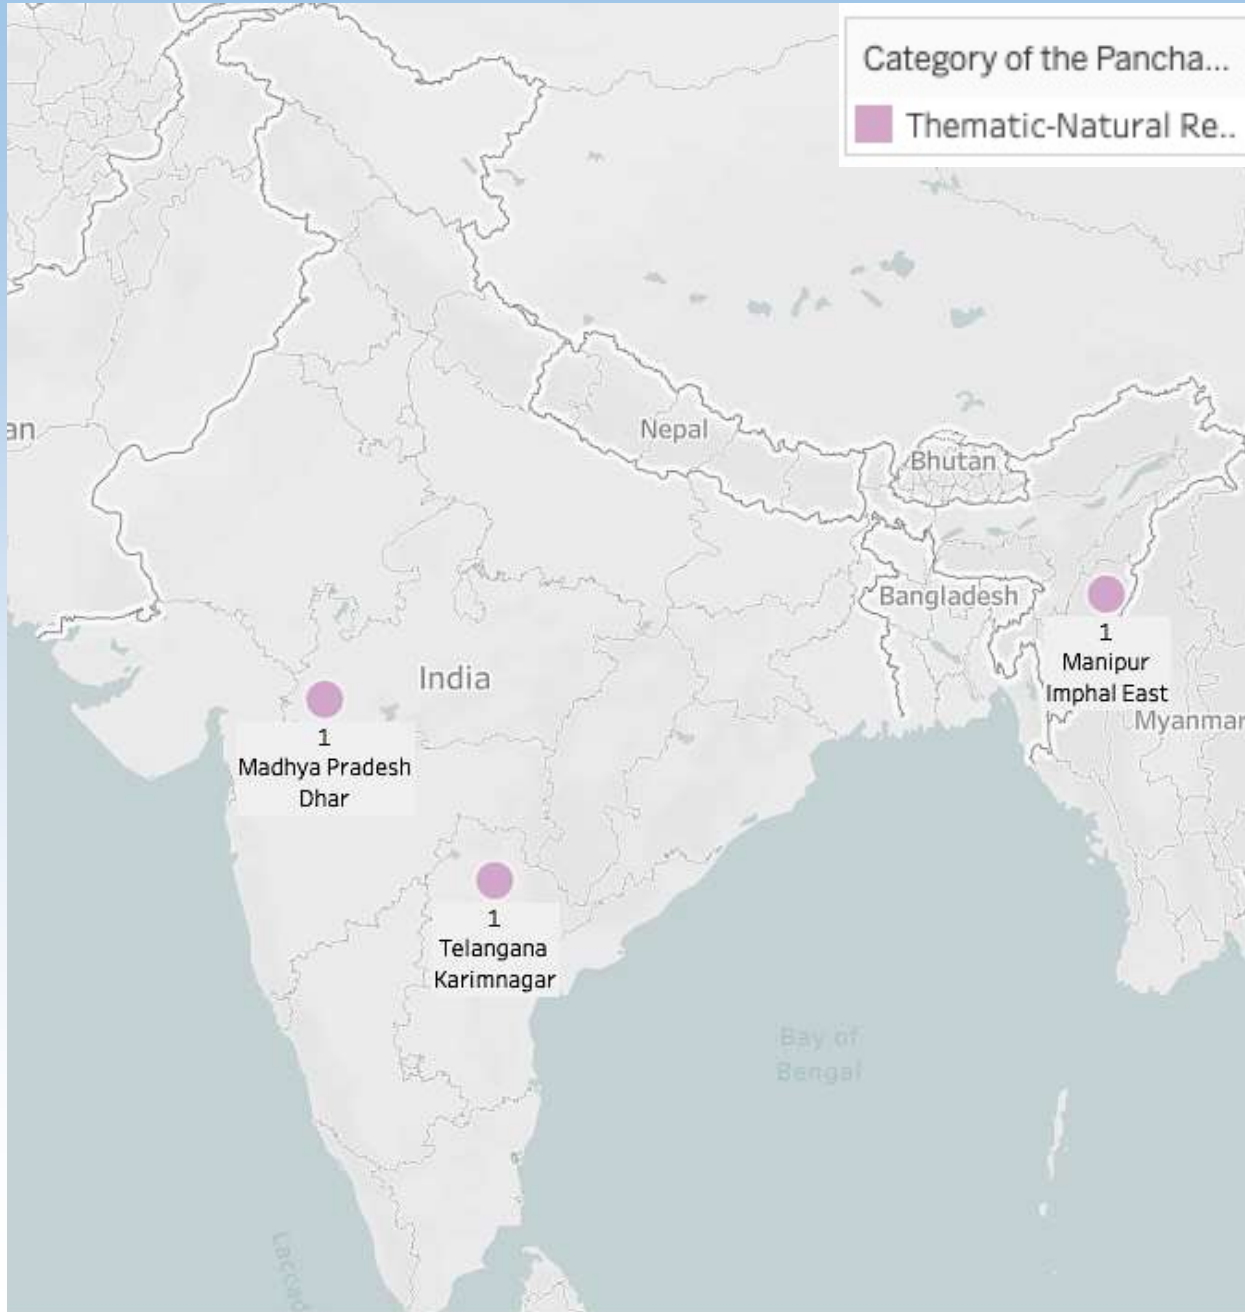 Category of the Pancha...
Thematic-Natural Re..
an
Nepal
Bhutan
Bangladesh
1
Manipur
Imphal East
India
Myanmar
1
Madhya Pradesh
Dhar
1
Telangana
Karimnagar
Bay of
Bengal
Laccad